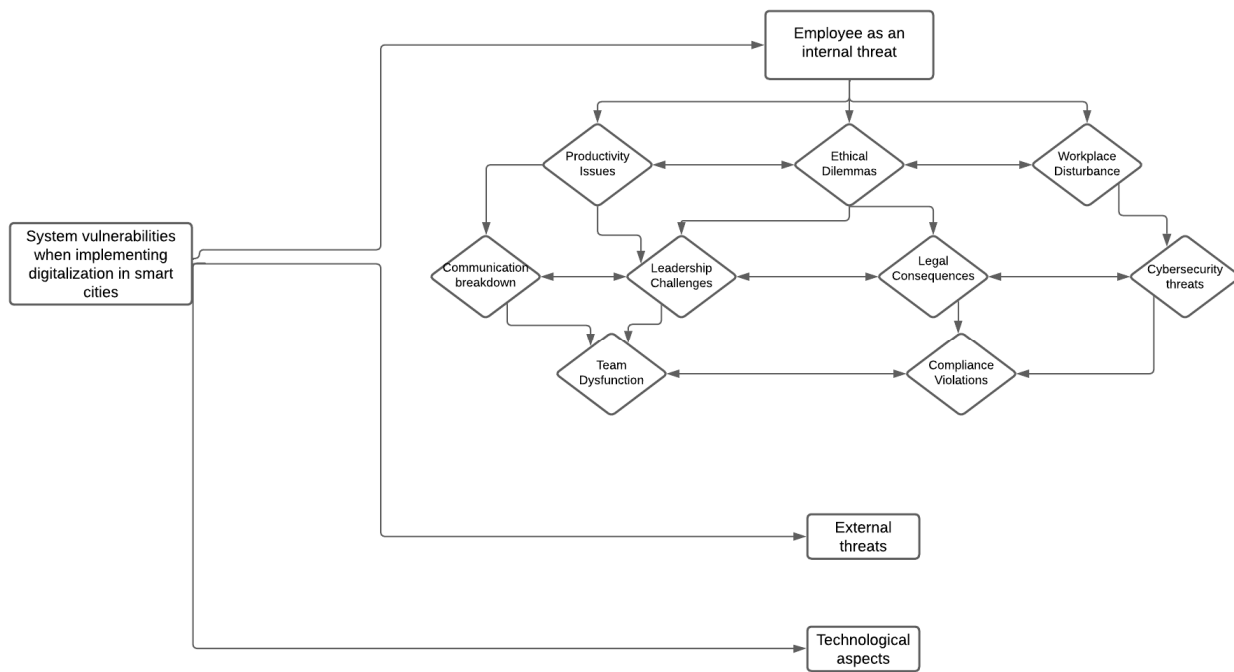 Employee as an
internal threat
Productivity
Issues
Ethical
Dilemmas
Workplace
Disturbance
System vulnerabilities
when implementing
digitalization in smart
cities
Communication
breakdown
Leadership
Challenges
Legal
Consequences
Cybersecurity
threats
Team
Dysfunction
Compliance
Violations
External
threats
Technological
aspects